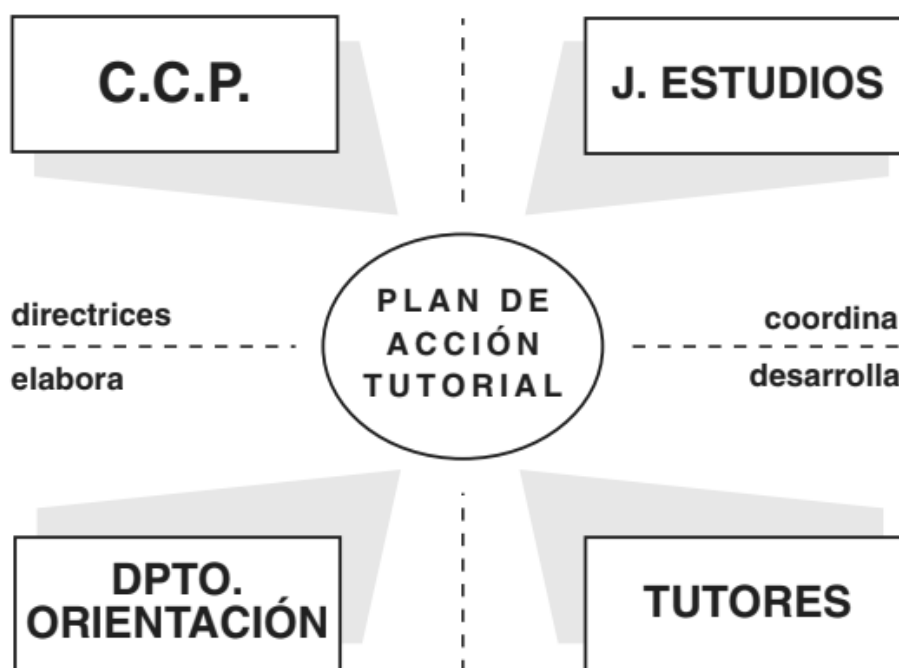 C.C.P.
J. ESTUDIOS
directrices
elabora
PLAN DE
ACCIÓN
TUTORIAL
coordina
desarrolla
DPTO.
ORIENTACIÓN
TUTORES